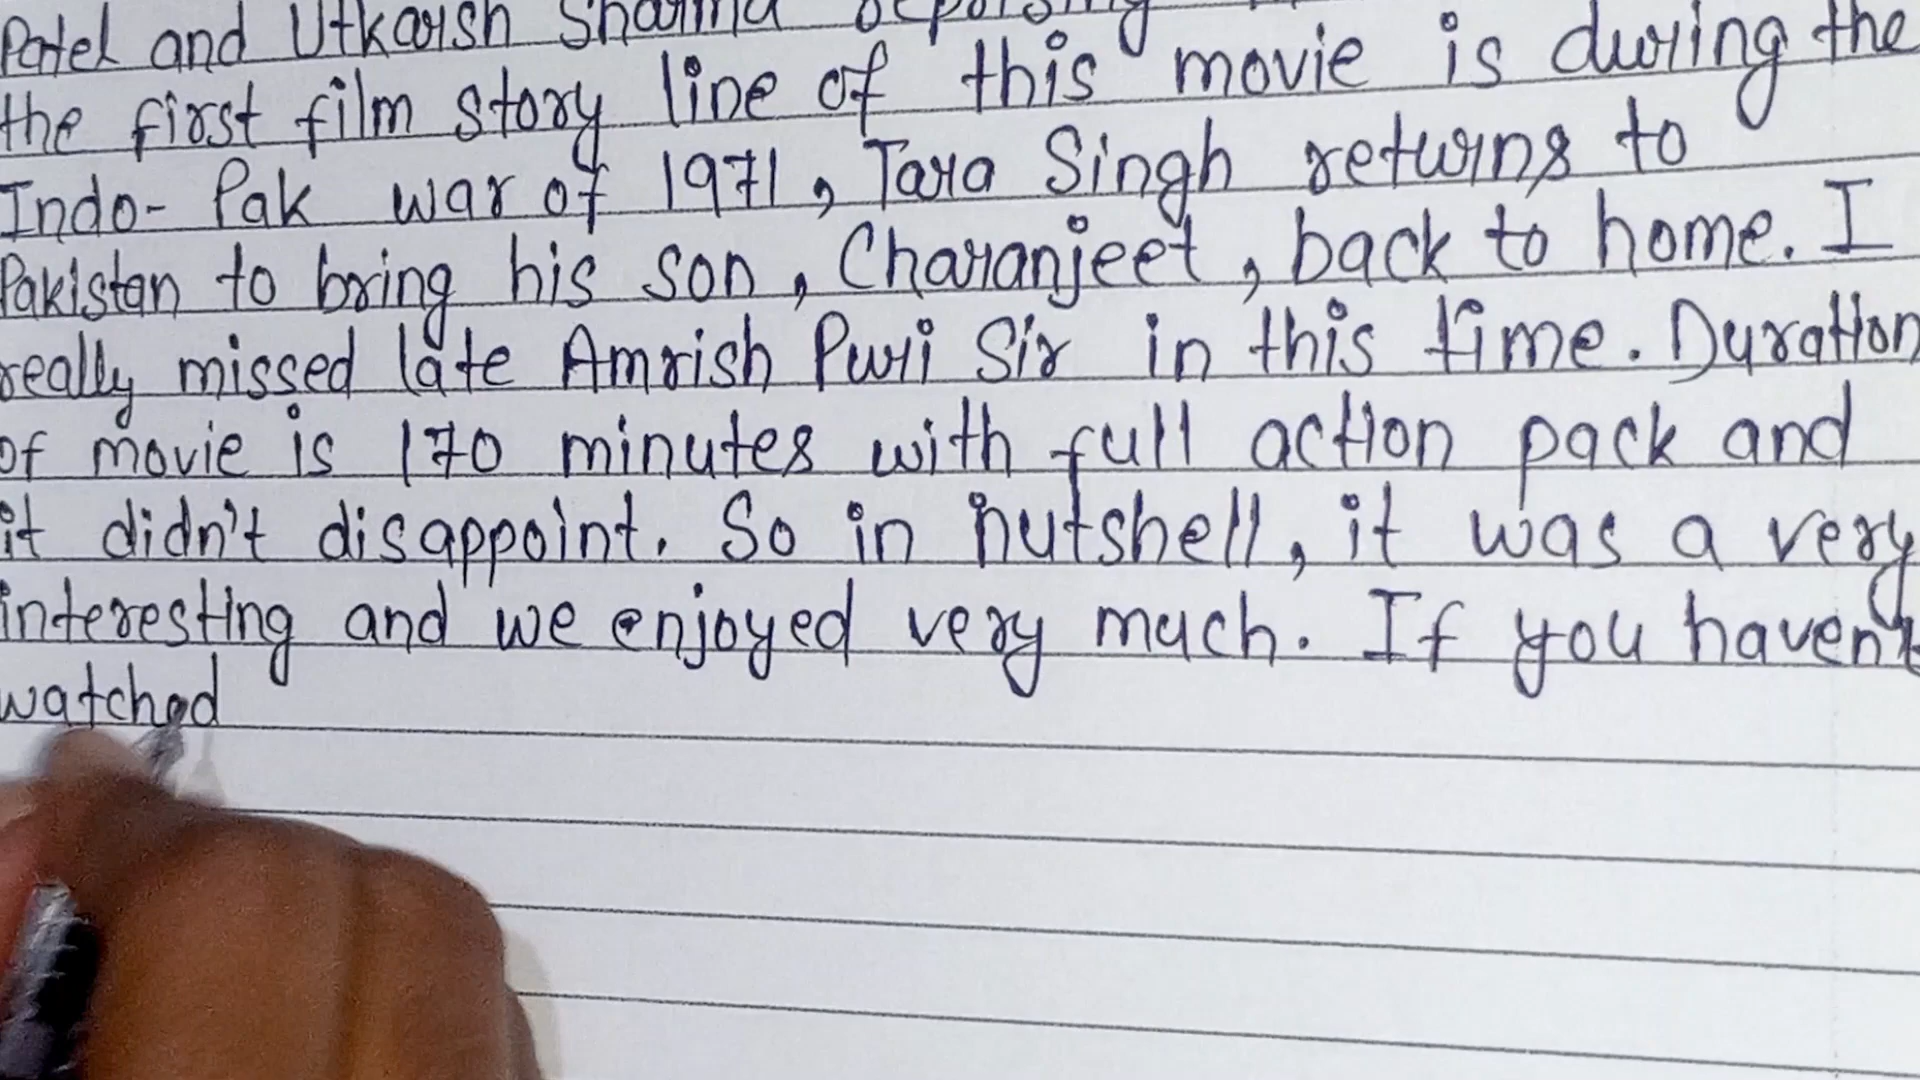 Patel and Utkarsh Sharma
the first film story line of this movie is during the
Indo-Pak war of 1971, Tara Singh returns to
Pakistan to bring his son, Charanjeet, back to home. I
really missed late Amrish Puri Sir in this time. Duration
of movie is 170 minutes with full action pack and
it didn't disappoint. So in nutshell, it was a very
interesting and we enjoyed very much. If you haven't
watched